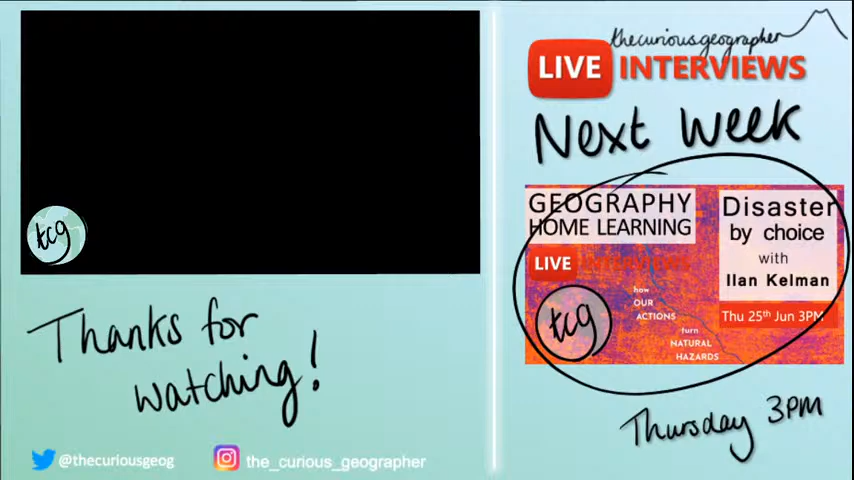 tcg
Thanks for
watching!
@thecuriousgeog
the_curious_geographer
thecuriousgeographer
LIVE INTERVIEWS
Next Week
GEOGRAPHY
HOME LEARNING
LIVE INTERVIEWS
tcg
how
OUR
ACTIONS
turn
NATURAL
HAZARDS
Disaster
by choice
with
Ilan Kelman
Thu 25th Jun 3PM
Thursday 3PM